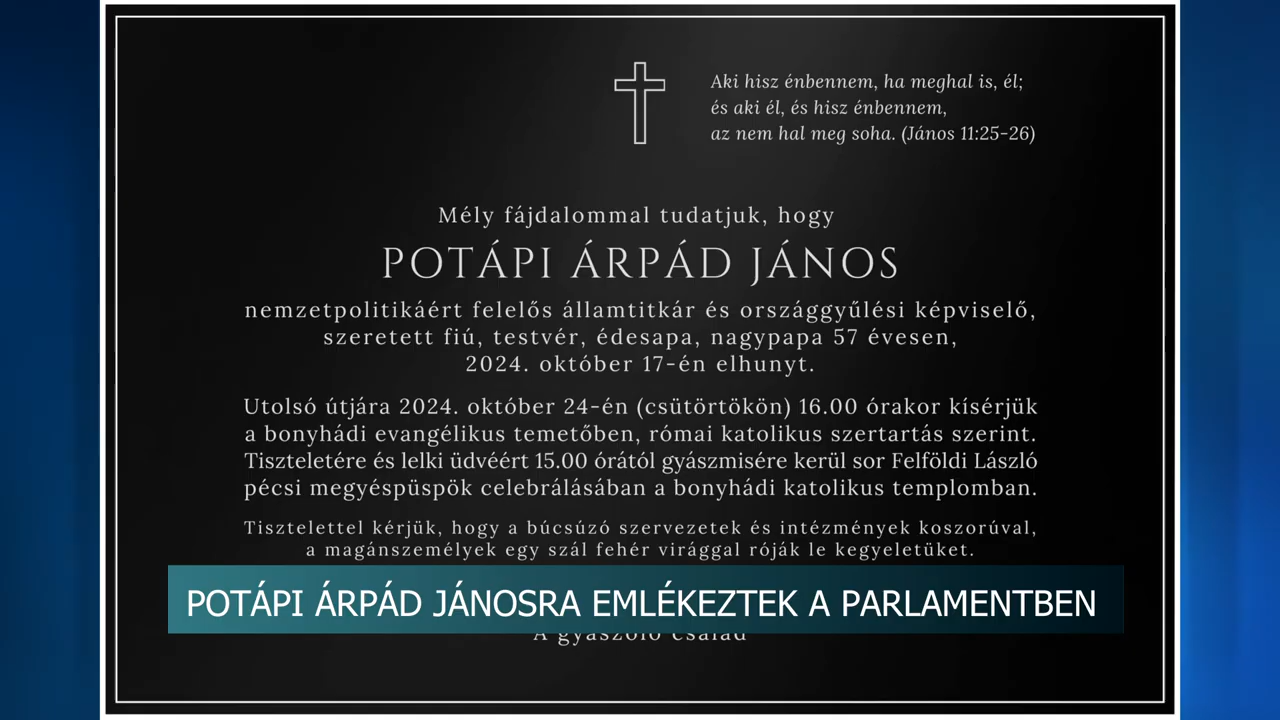 Aki hisz énbennem, ha meghal is, él;
és aki él, és hisz énbennem,
az nem hal meg soha. (János 11:25-26)
Mély fájdalommal tudatjuk, hogy
POTÁPI ÁRPÁD JÁNOS
nemzetpolitikáért felelős államtitkár és országgyűlési képviselő,
szeretett fiú, testvér, édesapa, nagypapa 57 évesen,
2024. október 17-én elhunyt.
Utolsó útjára 2024. október 24-én (csütörtökön) 16.00 órakor kísérjük
a bonyhádi evangélikus temetőben, római katolikus szertartás szerint.
Tiszteletére és lelki üdvéért 15.00 órától gyászmisére kerül sor Felföldi László
pécsi megyéspüspök celebrálásában a bonyhádi katolikus templomban.
Tisztelettel kérjük, hogy a búcsúzó szervezetek és intézmények koszorúval,
a magánszemélyek egy szál fehér virággal róják le kegyeletüket.
POTÁPI ÁRPÁD JÁNOSRA EMLÉKEZTEK A PARLAMENTBEN
A gyászoló család